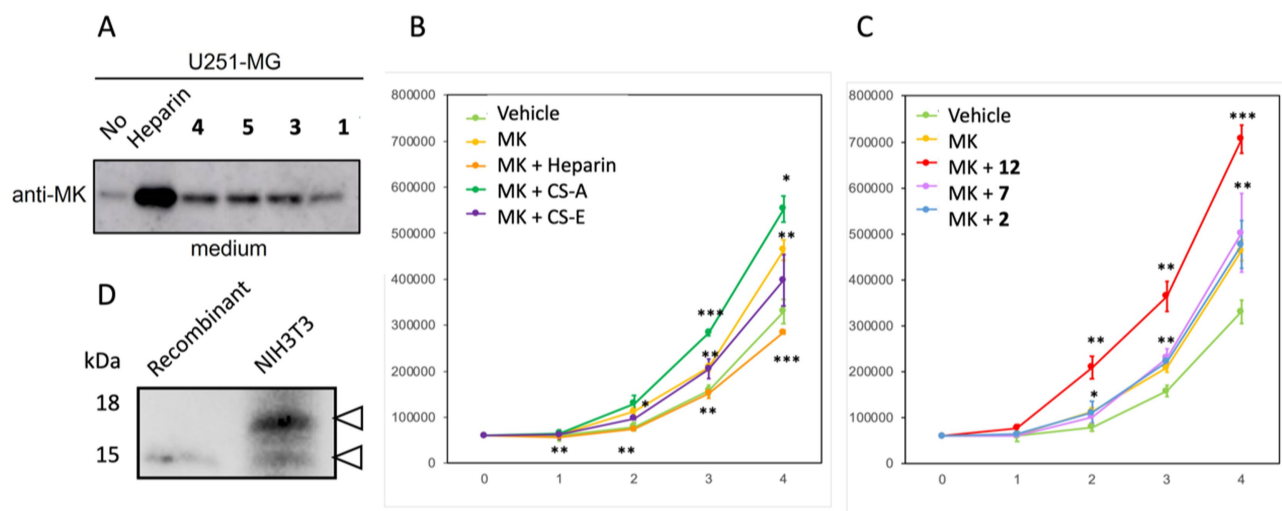 A
U251-MG
No Heparin 4 5 3 1
anti-MK
medium
B
800000
700000
600000
500000
400000
300000
200000
100000
0
0 1 2 3 4
Vehicle
MK
MK + Heparin
MK + CS-A
MK + CS-E
*
**
***
**
*
***
**
** **
C
800000
700000
600000
500000
400000
300000
200000
100000
0
0 1 2 3 4
Vehicle
MK
MK + 12
MK + 7
MK + 2
***
**
**
** **
*
D
kDa
Recombinant NIH3T3
18
15